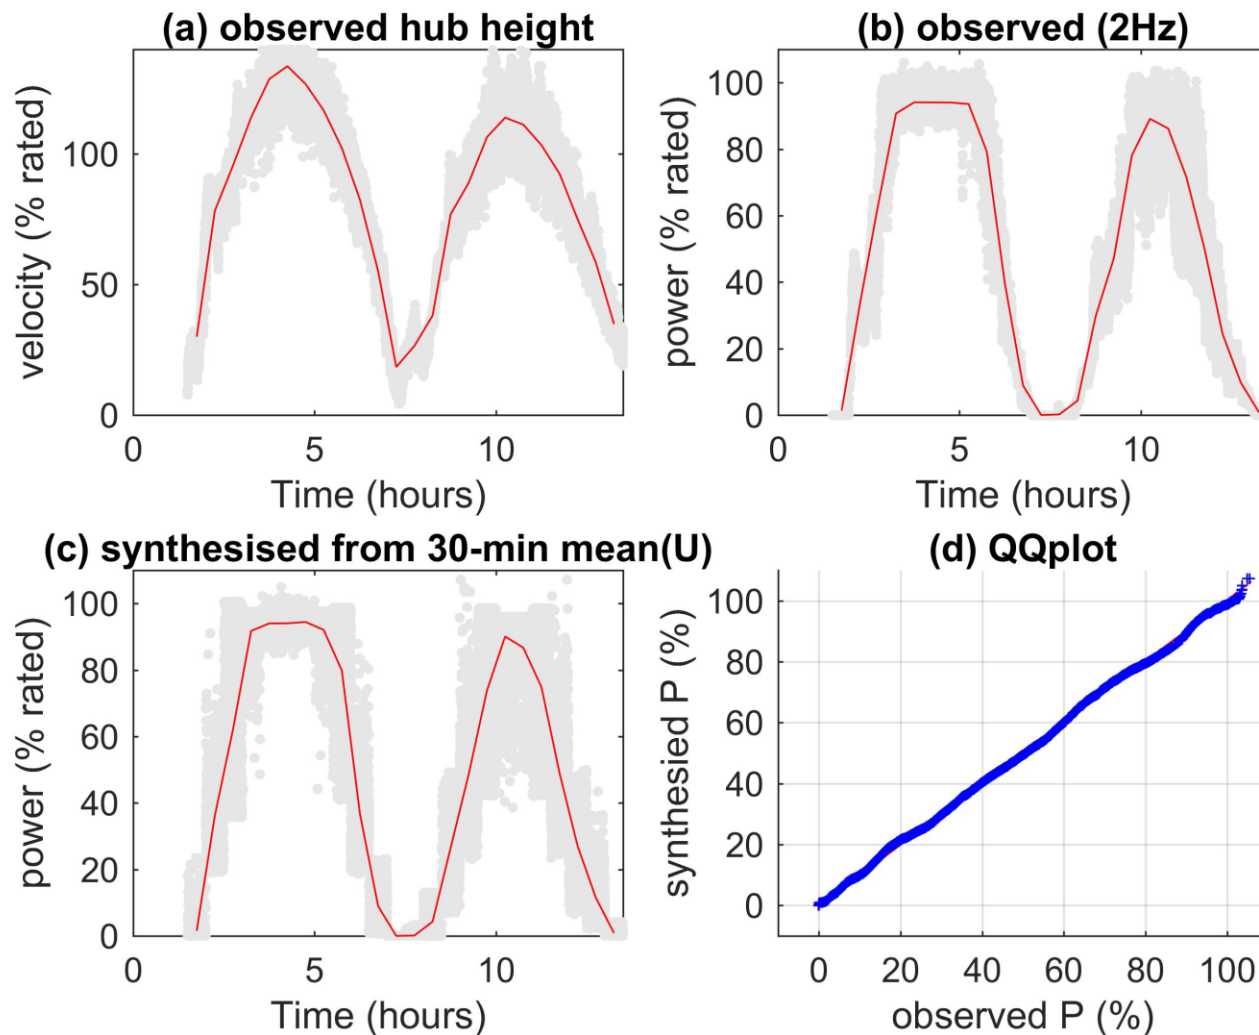 (a) observed hub height
velocity (% rated)
100
50
0
0 5 10
Time (hours)
(b) observed (2Hz)
power (% rated)
100
80
60
40
20
0
0 5 10
Time (hours)
(c) synthesised from 30-min mean(U)
power (% rated)
100
80
60
40
20
0
0 5 10
Time (hours)
(d) QQplot
synthesied P (%)
100
80
60
40
20
0
0 20 40 60 80 100
observed P (%)